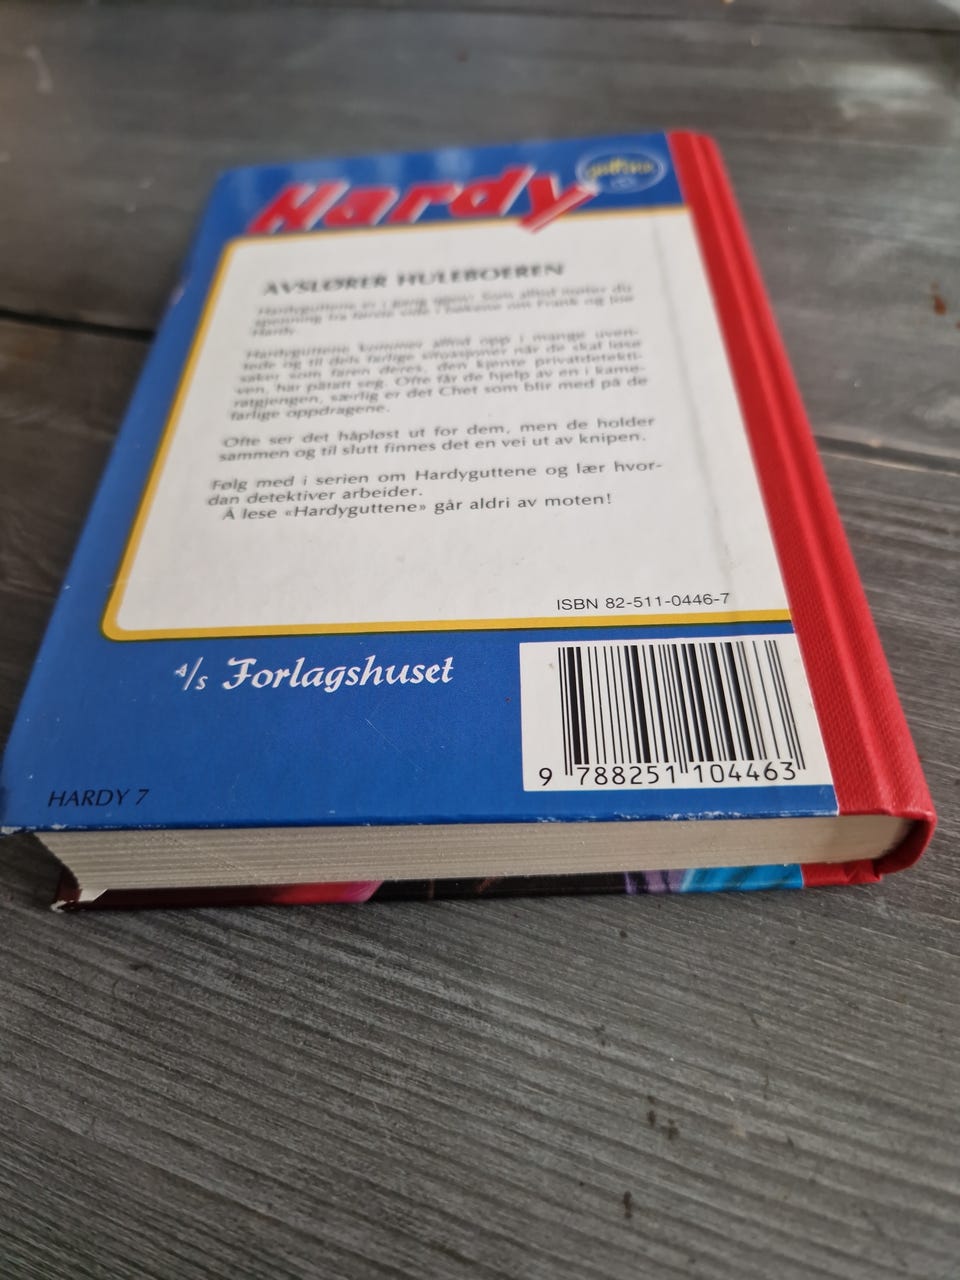 Hardy
AVSLØRER HULEBOEREN
Hardyguttene er i gang igjen! Som alltid møter du
spenning fra første side i bøkene om Frank og Joe
Hardy.
Hardyguttene kommer alltid opp i mange uven-
tede og til dels farlige situasjoner når de skal løse
saker som faren deres, den kjente privatdetekti-
ven, har påtatt seg. Ofte får de hjelp av en i kame-
ratgjengen, særlig er det Chet som blir med på de
farlige oppdragene.
Ofte ser det håpløst ut for dem, men de holder
sammen og til slutt finnes det en vei ut av knipen.
Følg med i serien om Hardyguttene og lær hvor-
dan detektiver arbeider.
Å lese «Hardyguttene» går aldri av moten!
ISBN 82-511-0446-7
A/s Forlagshuset
9 788251 104463
HARDY 7